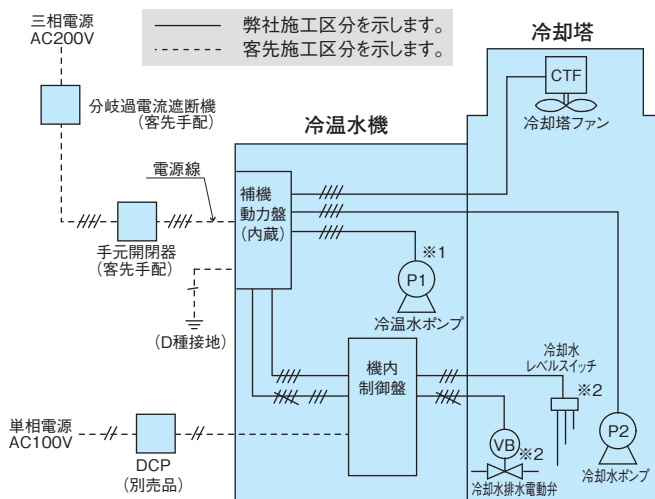 三相電源
AC200V
弊社施工区分を示します。
客先施工区分を示します。
冷却塔
CTF
冷却塔ファン
分岐過電流遮断機
(客先手配)
冷温水機
電源線
補機
動力盤
(内蔵)
手元開閉器
(客先手配)
※1
P1
冷温水ポンプ
(D種接地)
機内
制御盤
冷却水
レベルスイッチ
※2
単相電源
AC100V
DCP
(別売品)
VB
※2
冷却水排水電動弁
P2
冷却水ポンプ